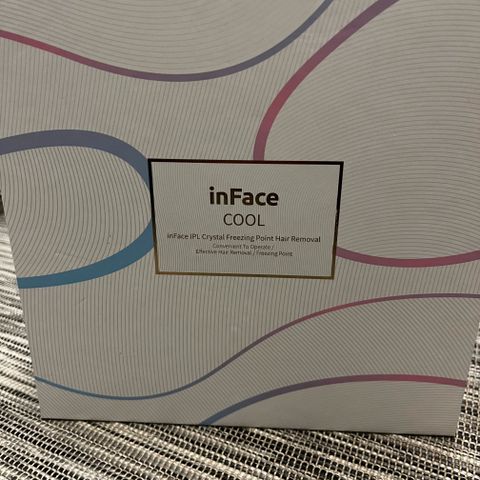 inFace
COOL
inFace IPL Crystal Freezing Point Hair Removal
Convenient To Operate /
Effective Hair Removal / Freezing Point